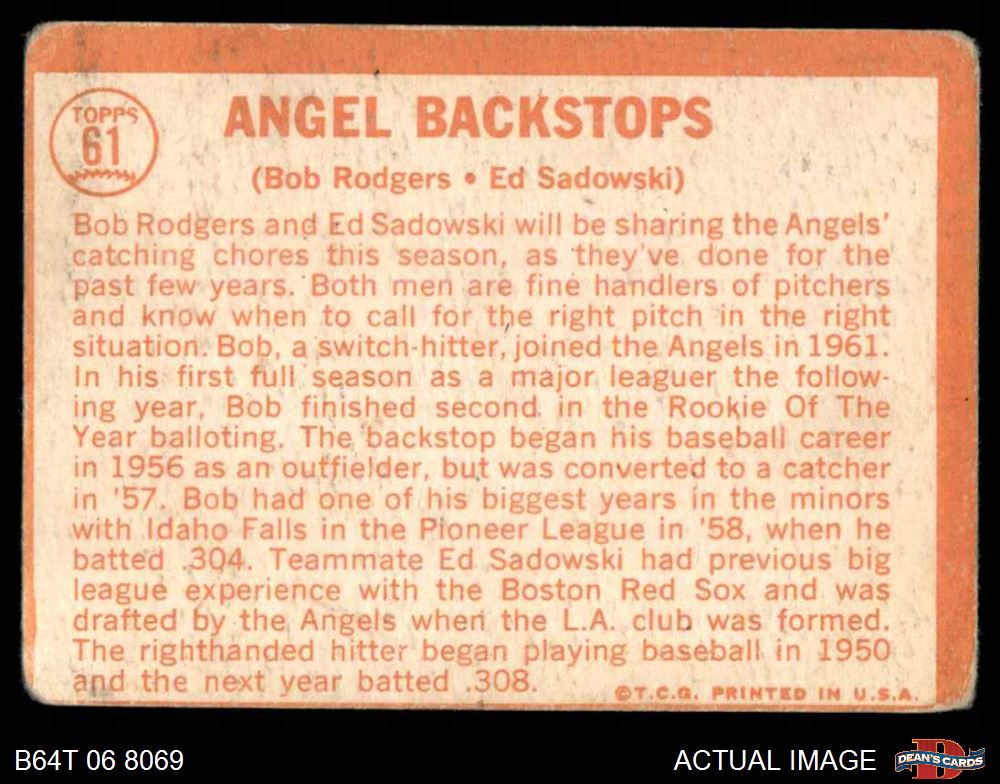 TOPPS
61
ANGEL BACKSTOPS
(Bob Rodgers • Ed Sadowski)
Bob Rodgers and Ed Sadowski will be sharing the Angels'
catching chores this season, as they've done for the
past few years. Both men are fine handlers of pitchers
and know when to call for the right pitch in the right
situation. Bob, a switch-hitter, joined the Angels in 1961.
In his first full season as a major leaguer the follow-
ing year, Bob finished second in the Rookie Of The
Year balloting. The backstop began his baseball career
in 1956 as an outfielder, but was converted to a catcher
in '57. Bob had one of his biggest years in the minors
with Idaho Falls in the Pioneer League in '58, when he
batted .304. Teammate Ed Sadowski had previous big
league experience with the Boston Red Sox and was
drafted by the Angels when the L.A. club was formed.
The righthanded hitter began playing baseball in 1950
and the next year batted .308.
©T.C.G. PRINTED IN U.S.A.
B64T 06 8069
ACTUAL IMAGE
D
DEAN'S CARDS